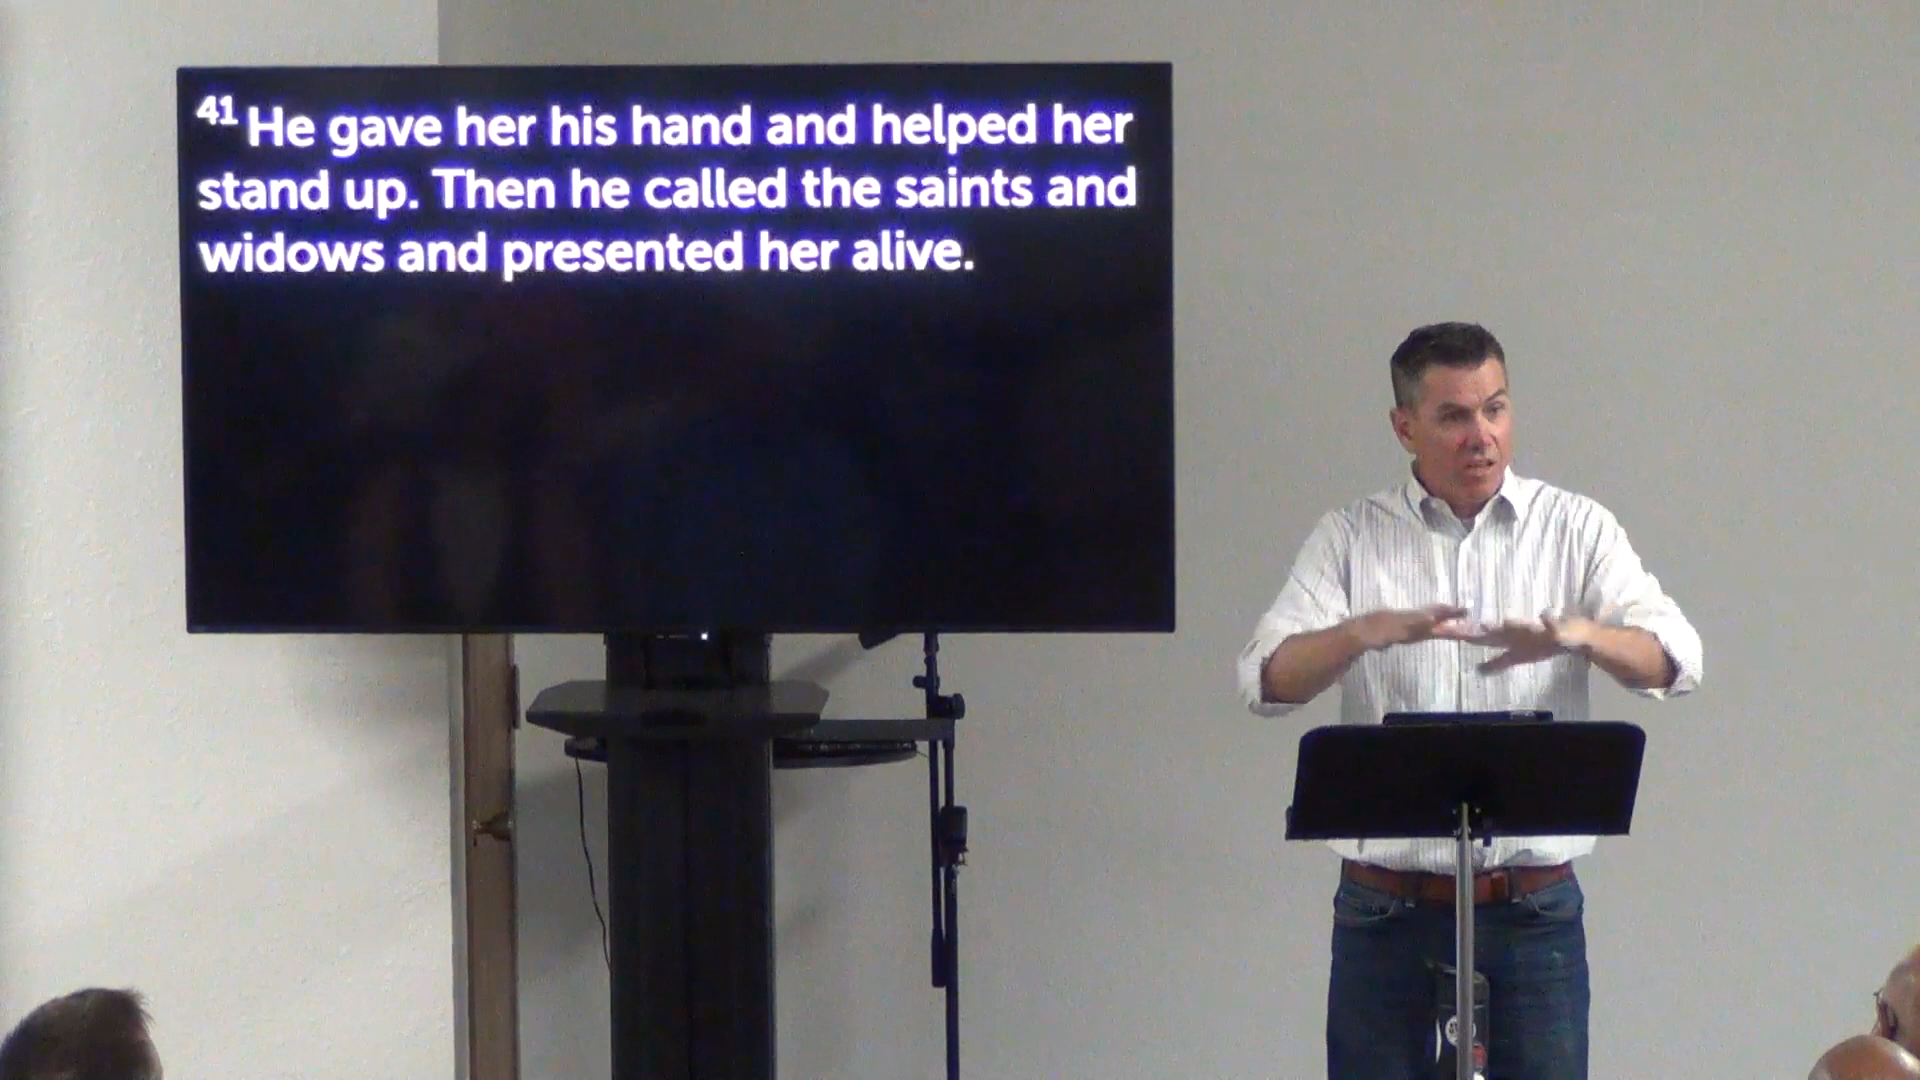 41 He gave her his hand and helped her
stand up. Then he called the saints and
widows and presented her alive.